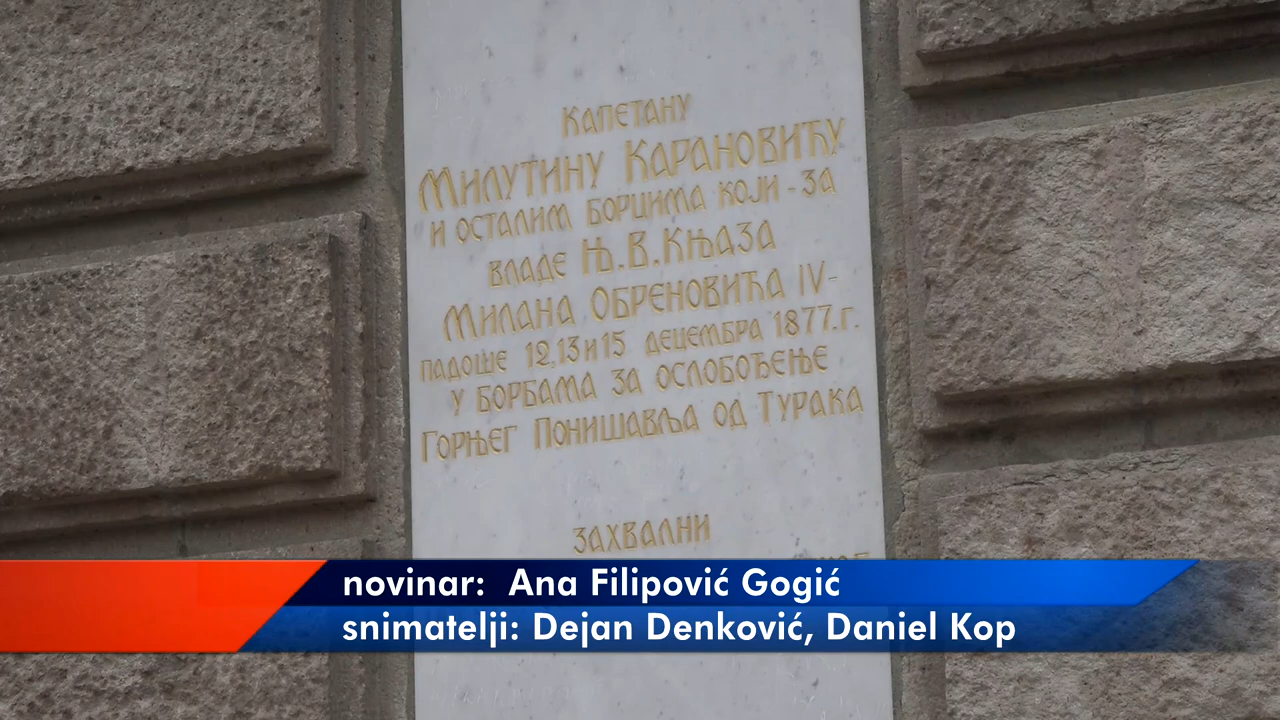 КАПЕТАНУ
МИЛУТИНУ КАРАНОВИЋУ
И ОСТАЛИМ БОРЦИМА КОЈИ - ЗА
ВЛАДЕ Њ.В.КЊАЗА
МИЛАНА ОБРЕНОВИЋА IV-
ПАДОШЕ 12,13 И 15 ДЕЦЕМБРА 1877.Г.
У БОРБАМА ЗА ОСЛОБОЂЕЊЕ
ГОРЊЕГ ПОНИШАВЉА ОД ТУРАКА
ЗАХВАЛНИ
novinar: Ana Filipović Gogić
snimatelji: Dejan Denković, Daniel Kop